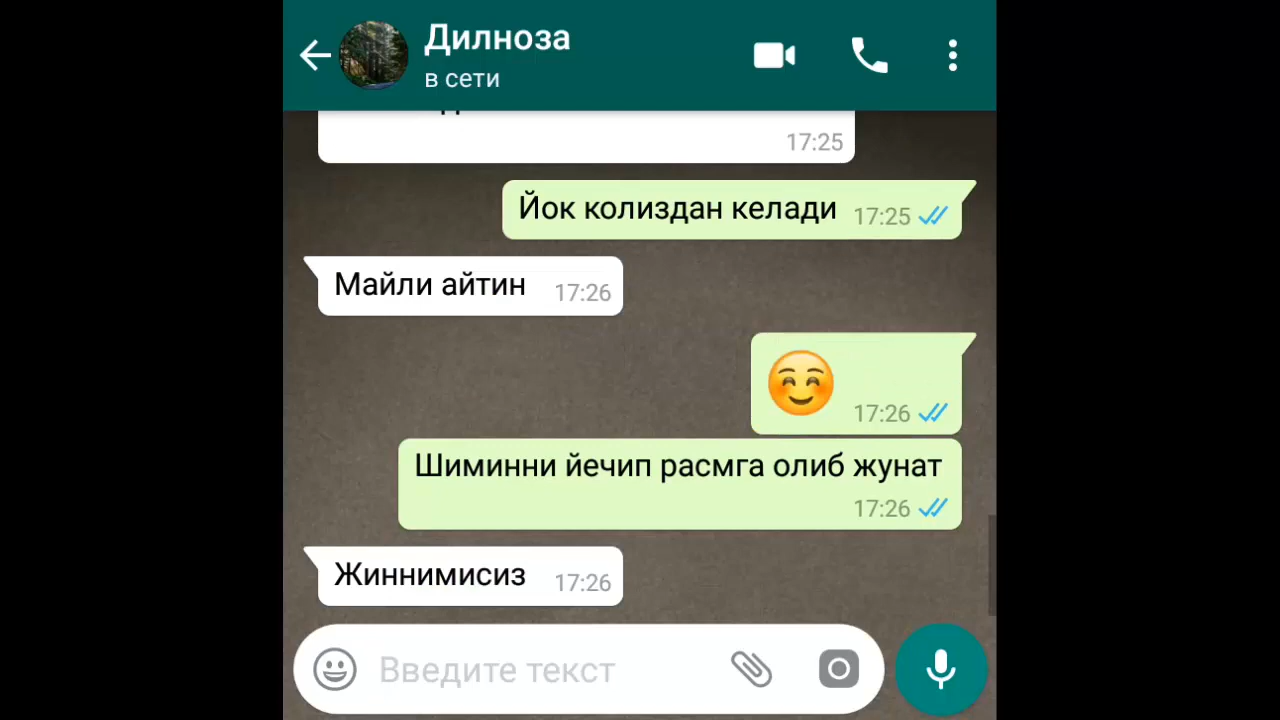 Дилноза
в сети
17:25
Йок колиздан келади 17:25
Майли айтин 17:26
17:26
Шиминни йечип расмга олиб жунат
17:26
Жиннимисиз 17:26
Введите текст